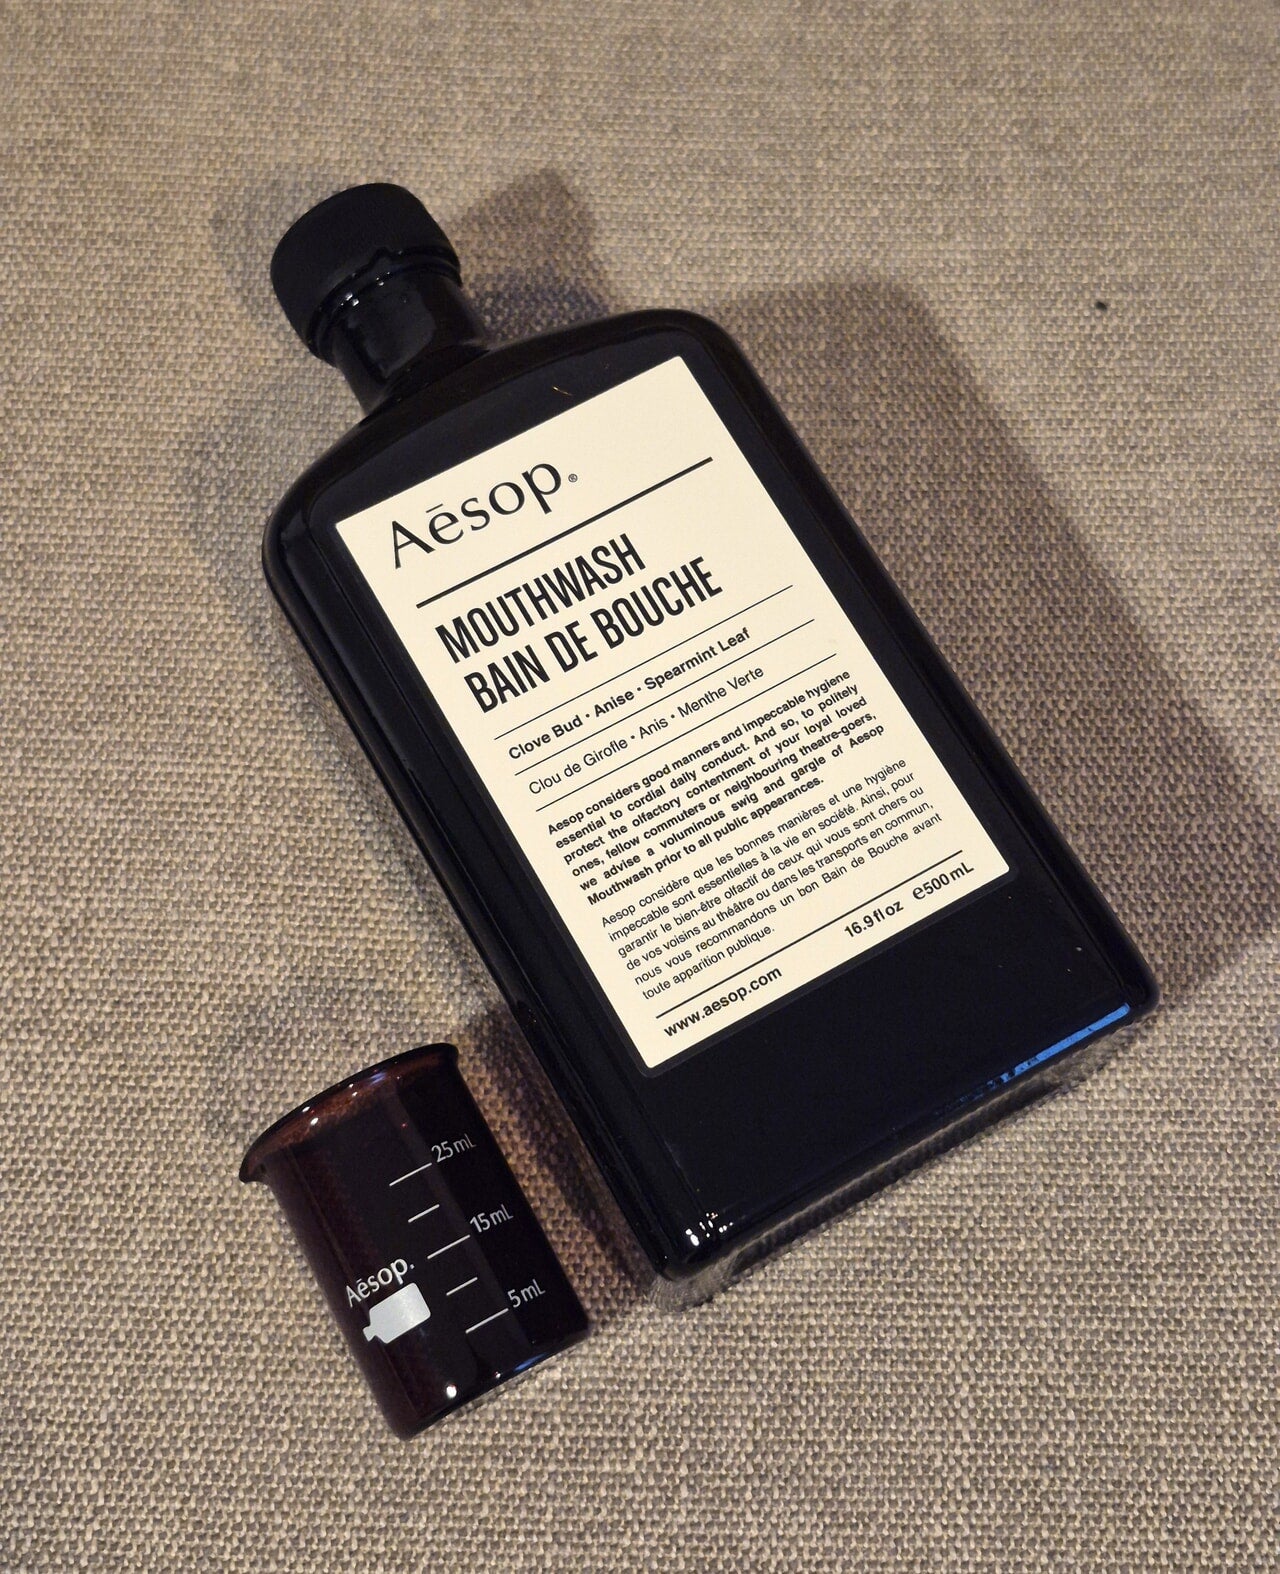 Aēsop.®
MOUTHWASH
BAIN DE BOUCHE
Clove Bud • Anise • Spearmint Leaf
Clou de Girofle • Anis • Menthe Verte
Aesop considers good manners and impeccable hygiene
essential to cordial daily conduct. And so, to politely
protect the olfactory contentment of your loyal loved
ones, fellow commuters or neighbouring theatre-goers,
we advise a voluminous swig and gargle of Aesop
Mouthwash prior to all public appearances.
Aesop considère que les bonnes manières et une hygiène
impeccable sont essentielles à la vie en société. Ainsi, pour
garantir le bien-être olfactif de ceux qui vous sont chers ou
de vos voisins au théâtre ou dans les transports en commun,
nous vous recommandons un bon Bain de Bouche avant
toute apparition publique.
www.aesop.com 16.9 fl oz ℮500 mL
25 mL
15 mL
Aēsop.
5 mL